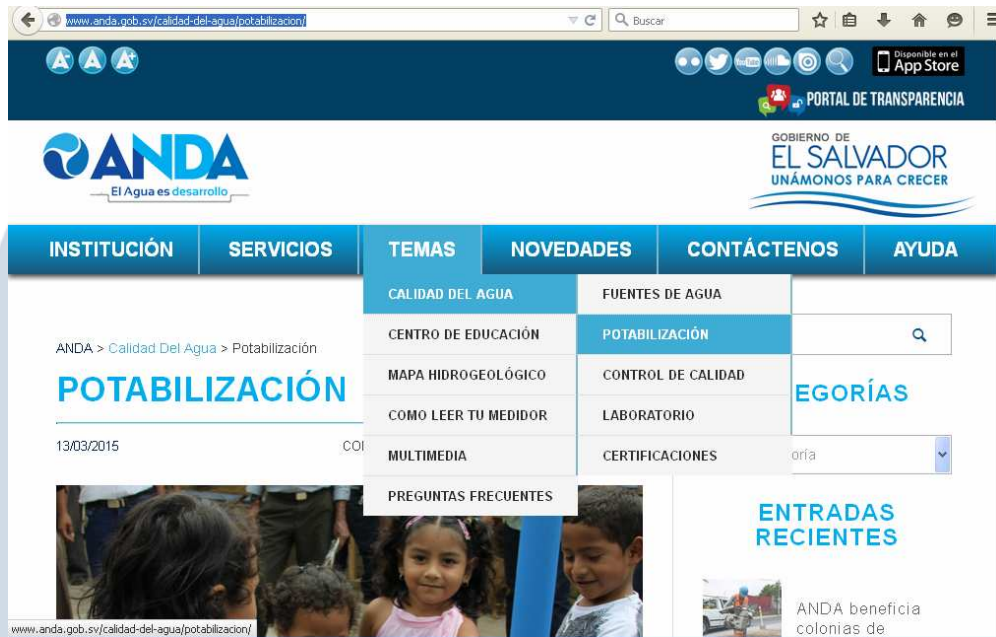 www.anda.gob.sv/calidad-del-agua/potabilizacion/
Buscar
A- A A+
You Tube
Disponible en el
App Store
PORTAL DE TRANSPARENCIA
ANDA
El Agua es desarrollo
GOBIERNO DE
EL SALVADOR
UNÁMONOS PARA CRECER
INSTITUCIÓN SERVICIOS TEMAS NOVEDADES CONTÁCTENOS AYUDA
CALIDAD DEL AGUA
CENTRO DE EDUCACIÓN
MAPA HIDROGEOLÓGICO
COMO LEER TU MEDIDOR
MULTIMEDIA
PREGUNTAS FRECUENTES
FUENTES DE AGUA
POTABILIZACIÓN
CONTROL DE CALIDAD
LABORATORIO
CERTIFICACIONES
ANDA > Calidad Del Agua > Potabilización
POTABILIZACIÓN
13/03/2015
EGORÍAS
oría
ENTRADAS
RECIENTES
ANDA beneficia
colonias de
www.anda.gob.sv/calidad-del-agua/potabilizacion/